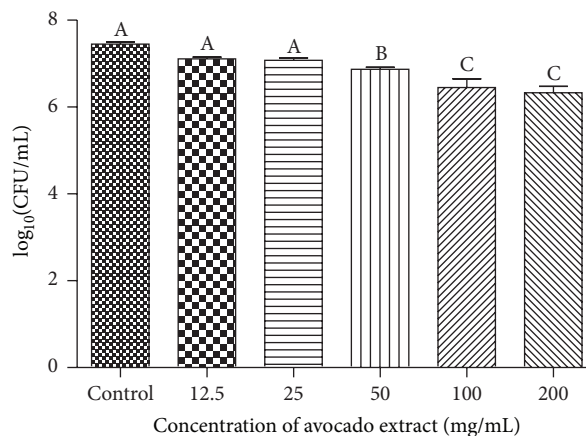 8
6
4
2
0
log10(CFU/mL)
A
A
A
B
C
C
Control 12.5 25 50 100 200
Concentration of avocado extract (mg/mL)